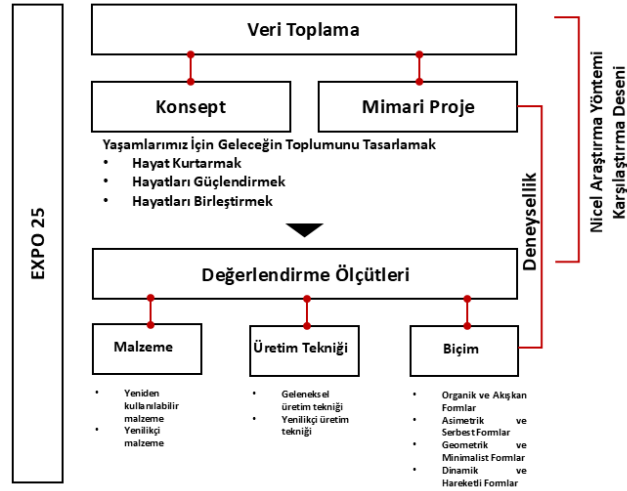 EXPO 25
Veri Toplama
Konsept
Mimari Proje
Yaşamlarımız İçin Geleceğin Toplumunu Tasarlamak
• Hayat Kurtarmak
• Hayatları Güçlendirmek
• Hayatları Birleştirmek
Değerlendirme Ölçütleri
Malzeme
• Yeniden
kullanılabilir
malzeme
• Yenilikçi
malzeme
Üretim Tekniği
• Geleneksel
üretim tekniği
• Yenilikçi üretim
tekniği
Biçim
• Organik ve Akışkan
Formlar
• Asimetrik ve
Serbest Formlar
• Geometrik ve
Minimalist Formlar
• Dinamik ve
Hareketli Formlar
Deneysellik
Nicel Araştırma Yöntemi
Karşılaştırma Deseni